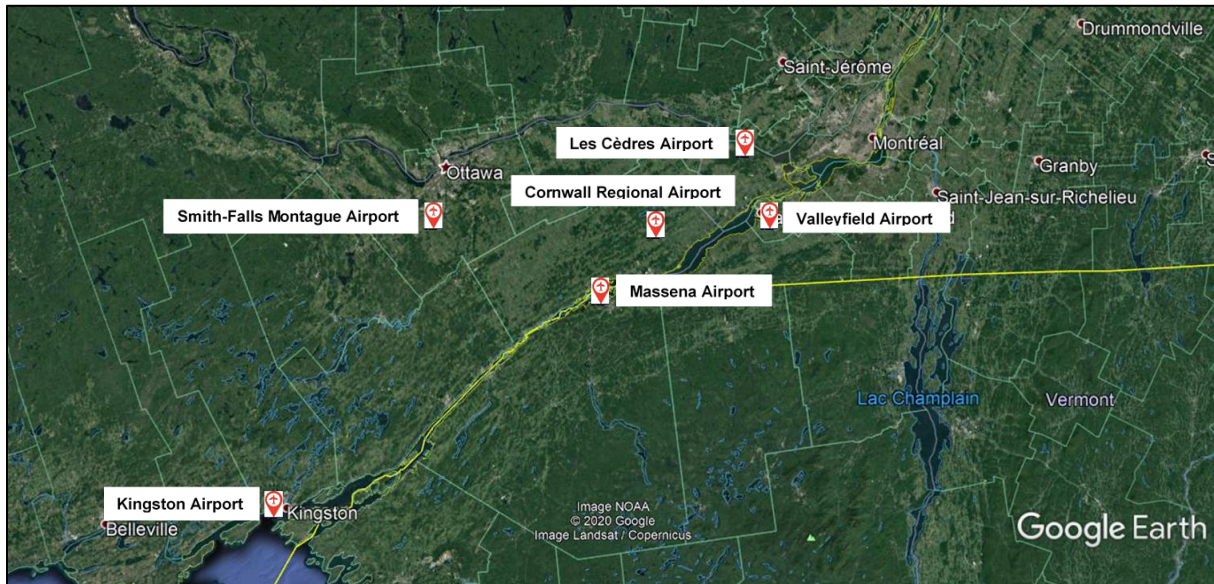 Drummondville
Saint-Jérôme
Les Cèdres Airport
Montréal
Ottawa
Granby
S
Cornwall Regional Airport
Saint-Jean-sur-Richelieu
Smith-Falls Montague Airport
Valleyfield Airport
Massena Airport
Lac Champlain
Vermont
Kingston Airport
Kingston
Belleville
Image NOAA
© 2020 Google
Image Landsat / Copernicus
Google Earth